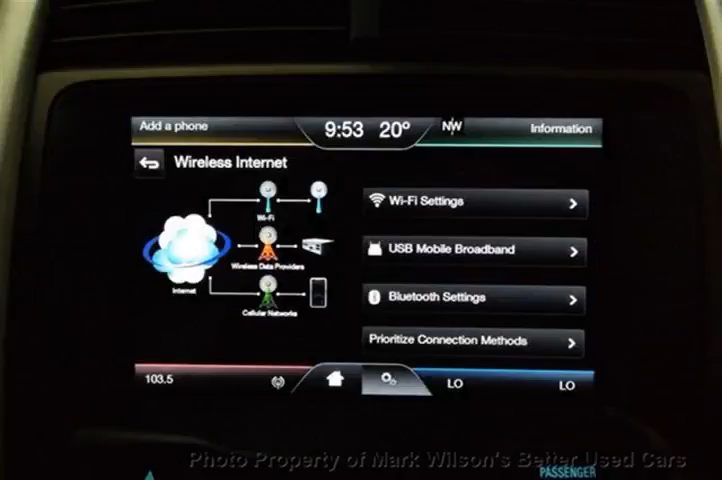 Add a phone
9:53 20° NW
Information
Wireless Internet
Wi-Fi
Wireless Data Providers
Internet
Cellular Networks
Wi-Fi Settings
USB Mobile Broadband
Bluetooth Settings
Prioritize Connection Methods
103.5
LO
LO
Photo Property of Mark Wilson's Better Used Cars
PASSENGER